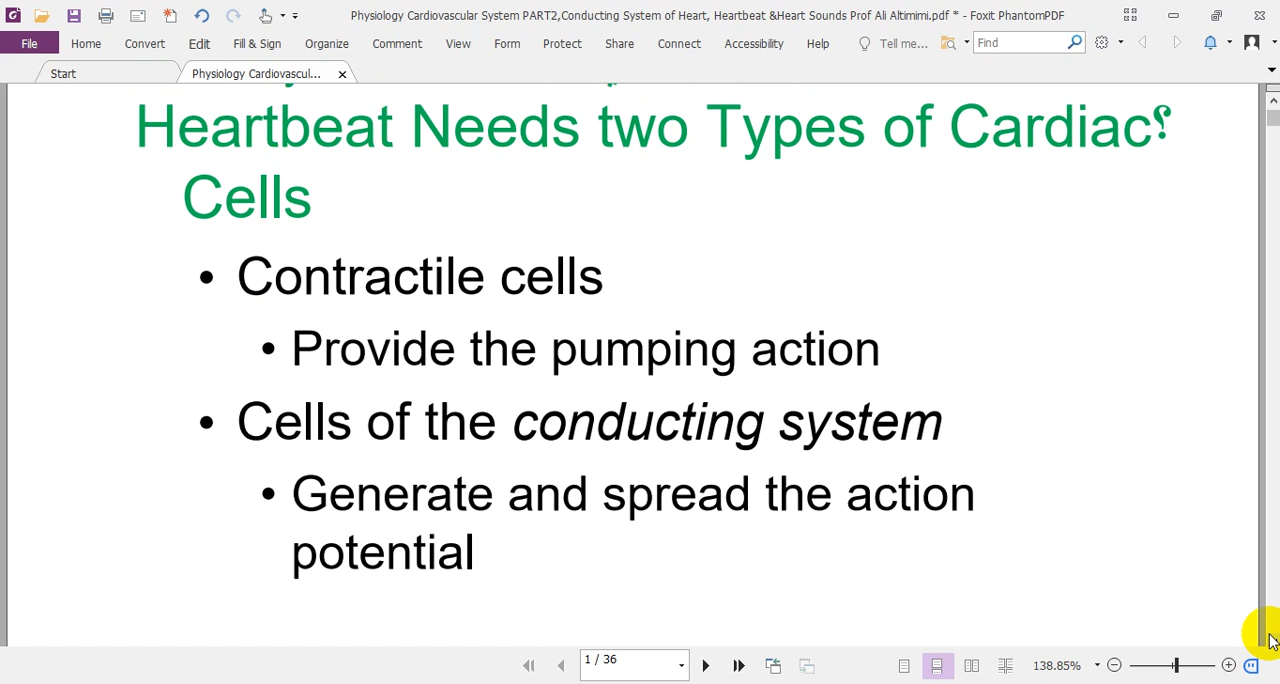 Physiology Cardiovascular System PART2,Conducting System of Heart, Heartbeat &Heart Sounds Prof Ali Altimimi.pdf * - Foxit PhantomPDF
File Home Convert Edit Fill & Sign Organize Comment View Form Protect Share Connect Accessibility Help Tell me... Find
Start Physiology Cardiovascul...
Heartbeat Needs two Types of Cardiac؟
Cells
• Contractile cells
• Provide the pumping action
• Cells of the conducting system
• Generate and spread the action
potential
1 / 36 138.85%